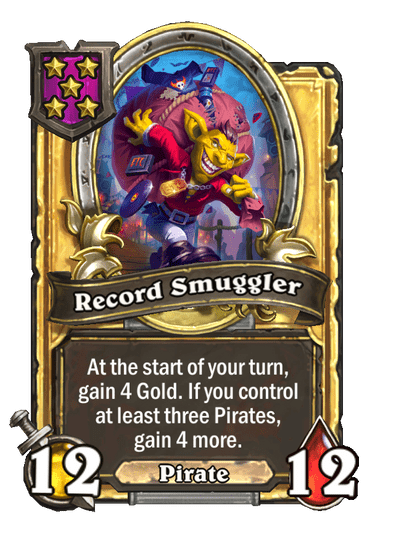 Record Smuggler
At the start of your turn,
gain 4 Gold. If you control
at least three Pirates,
gain 4 more.
12
Pirate
12